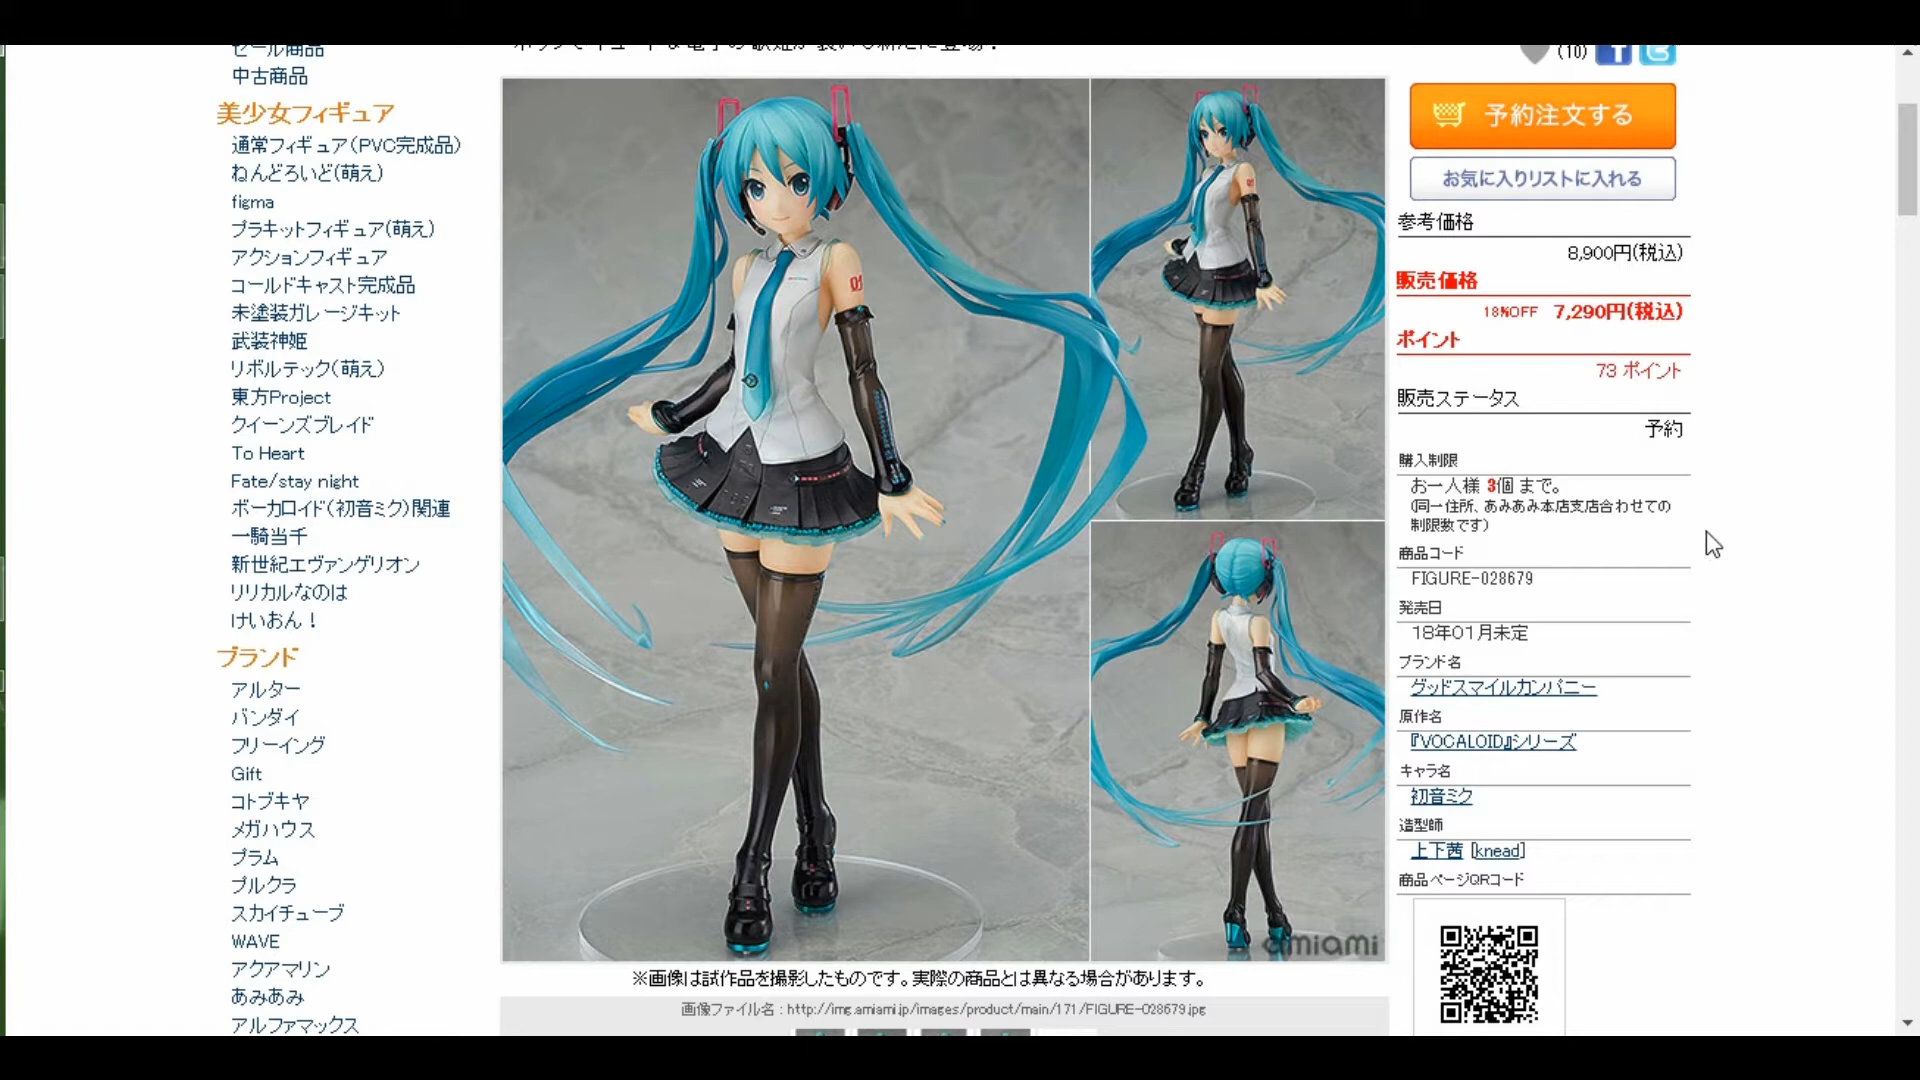 セール商品
中古商品
美少女フィギュア
通常フィギュア(PVC完成品)
ねんどろいど(萌え)
figma
プラキットフィギュア(萌え)
アクションフィギュア
コールドキャスト完成品
未塗装ガレージキット
武装神姫
リボルテック(萌え)
東方Project
クイーンズブレイド
To Heart
Fate/stay night
ボーカロイド(初音ミク)関連
一騎当千
新世紀エヴァンゲリオン
リリカルなのは
けいおん！
ブランド
アルター
バンダイ
フリーイング
Gift
コトブキヤ
メガハウス
プラム
ブルクラ
スカイチューブ
WAVE
アクアマリン
あみあみ
アルファマックス
01
amiami
※画像は試作品を撮影したものです。実際の商品とは異なる場合があります。
画像ファイル名：http://img.amiami.jp/images/product/main/171/FIGURE-028679.jpg
(10)
予約注文する
お気に入りリストに入れる
参考価格
8,900円(税込)
販売価格
18%OFF 7,290円(税込)
ポイント
73 ポイント
販売ステータス
予約
購入制限
お一人様 3個 まで。
(同一住所、あみあみ本店支店合わせての
制限数です)
商品コード
FIGURE-028679
発売日
18年01月未定
ブランド名
グッドスマイルカンパニー
原作名
『VOCALOID』シリーズ
キャラ名
初音ミク
造型師
上下茜 [knead]
商品ページQRコード